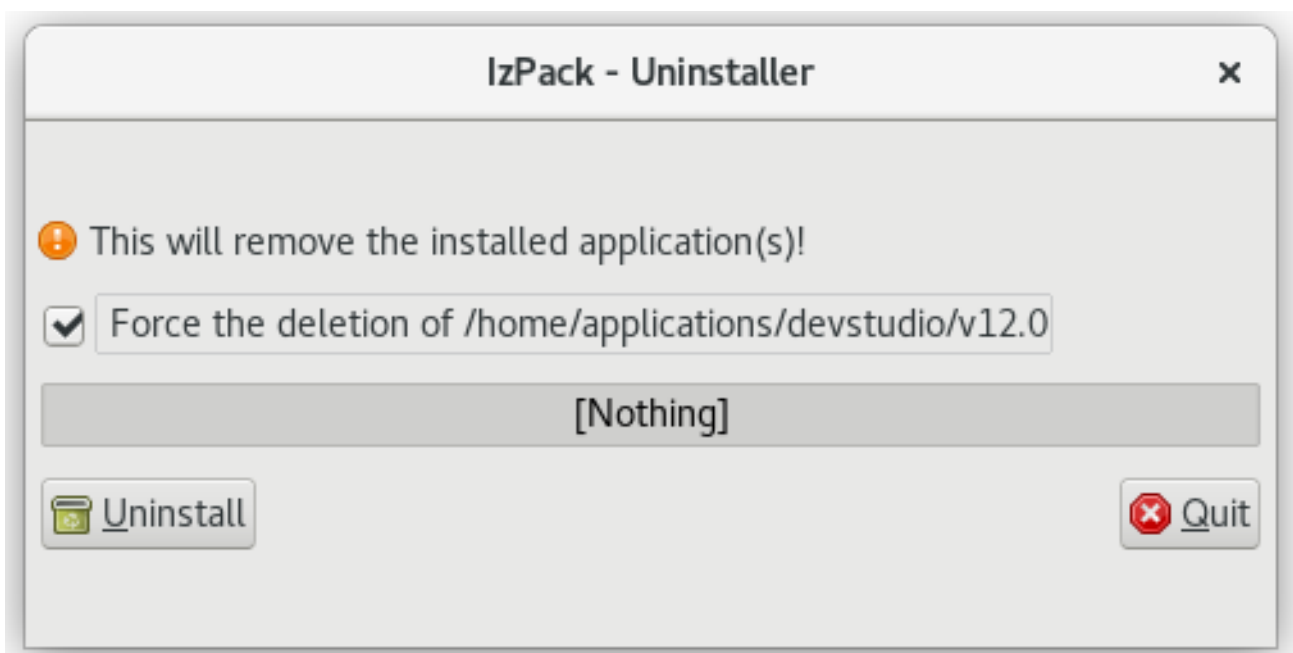 IzPack - Uninstaller
This will remove the installed application(s)!
Force the deletion of /home/applications/devstudio/v12.0
[Nothing]
Uninstall Quit